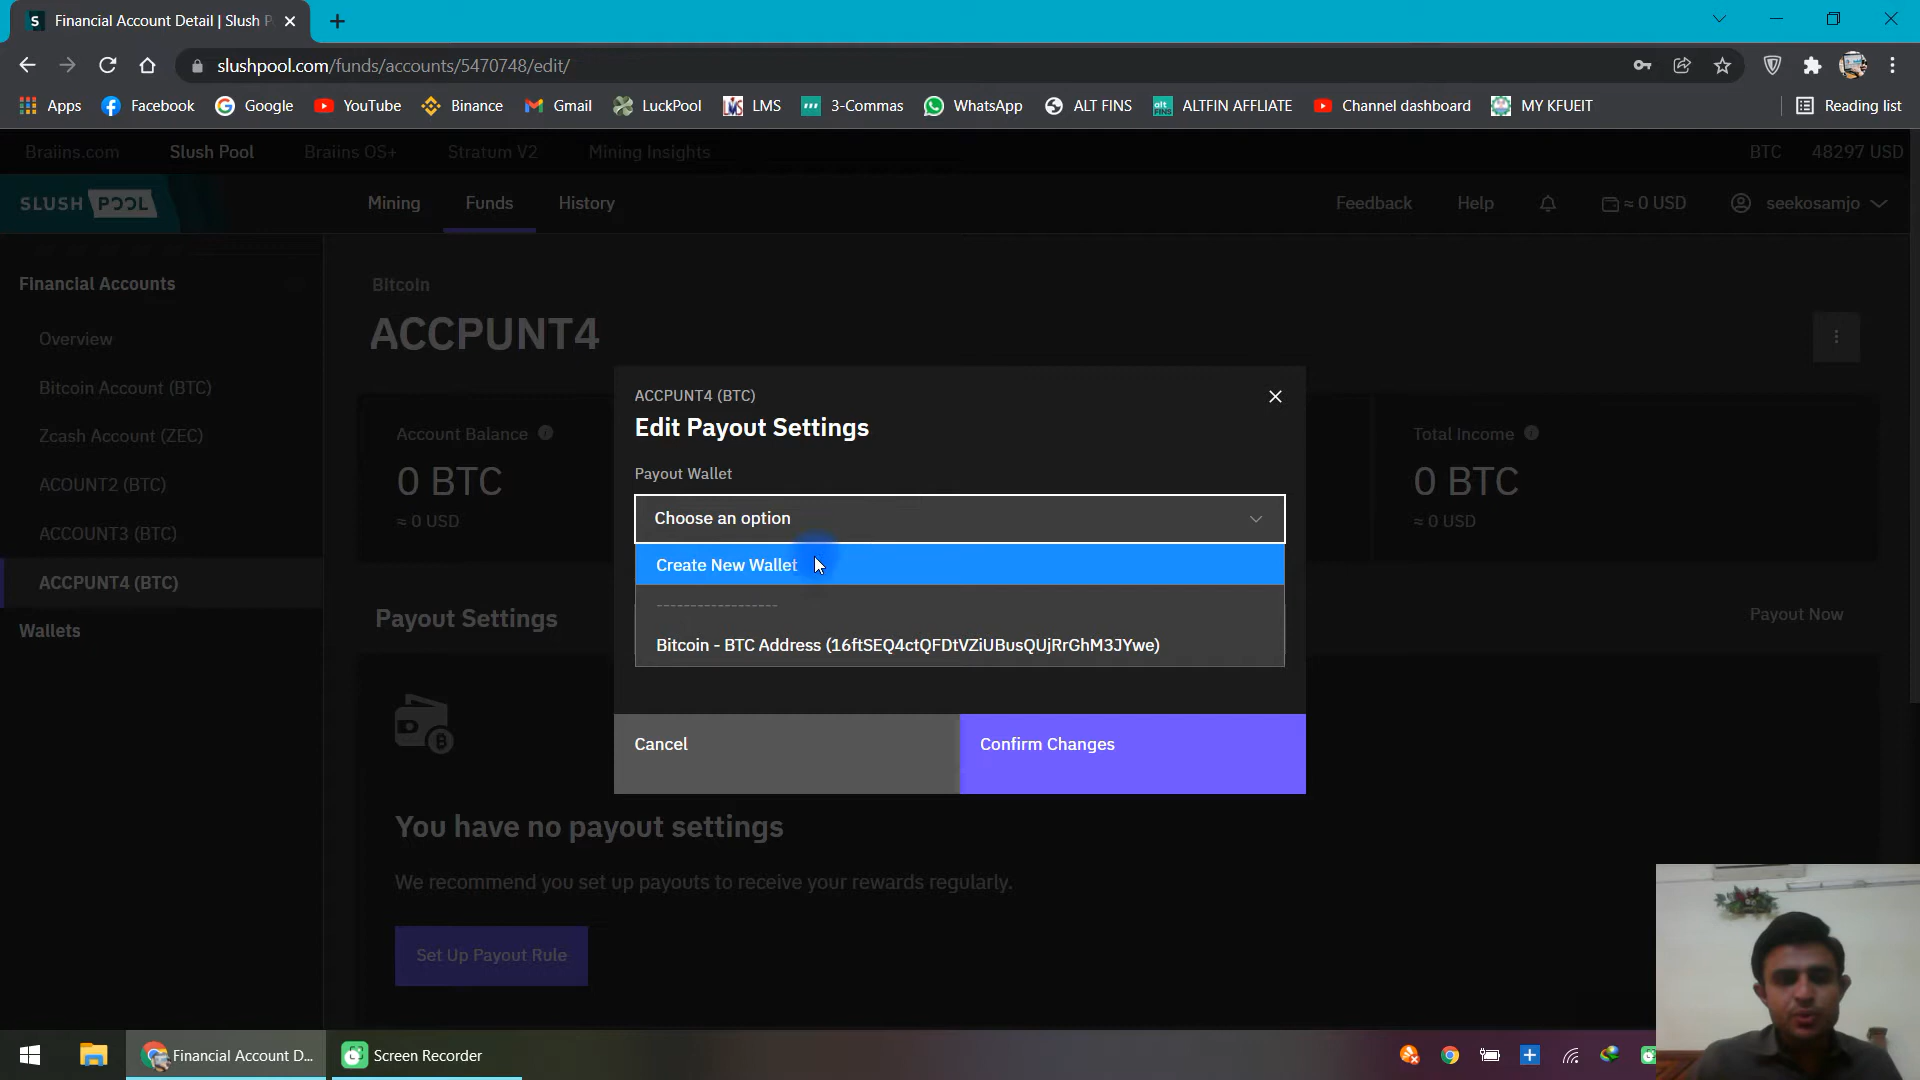 Financial Account Detail | Slush P
slushpool.com/funds/accounts/5470748/edit/
Apps Facebook Google YouTube Binance Gmail LuckPool LMS 3-Commas WhatsApp ALT FINS ALTFIN AFFLIATE Channel dashboard MY KFUEIT Reading list
Braiins.com Slush Pool Braiins OS+ Stratum V2 Mining Insights BTC 48297 USD
SLUSH POOL Mining Funds History Feedback Help ≈ 0 USD seekosamjo
Financial Accounts
Overview
Bitcoin Account (BTC)
Zcash Account (ZEC)
ACOUNT2 (BTC)
ACCOUNT3 (BTC)
ACCPUNT4 (BTC)
Wallets
Bitcoin
ACCPUNT4
Account Balance
0 BTC
≈ 0 USD
Total Income
0 BTC
≈ 0 USD
ACCPUNT4 (BTC)
Edit Payout Settings
Payout Wallet
Choose an option
Create New Wallet
------------------
Bitcoin - BTC Address (16ftSEQ4ctQFDtVZiUBusQUjRrGhM3JYwe)
Cancel Confirm Changes
Payout Settings Payout Now
You have no payout settings
We recommend you set up payouts to receive your rewards regularly.
Set Up Payout Rule
Financial Account D... Screen Recorder